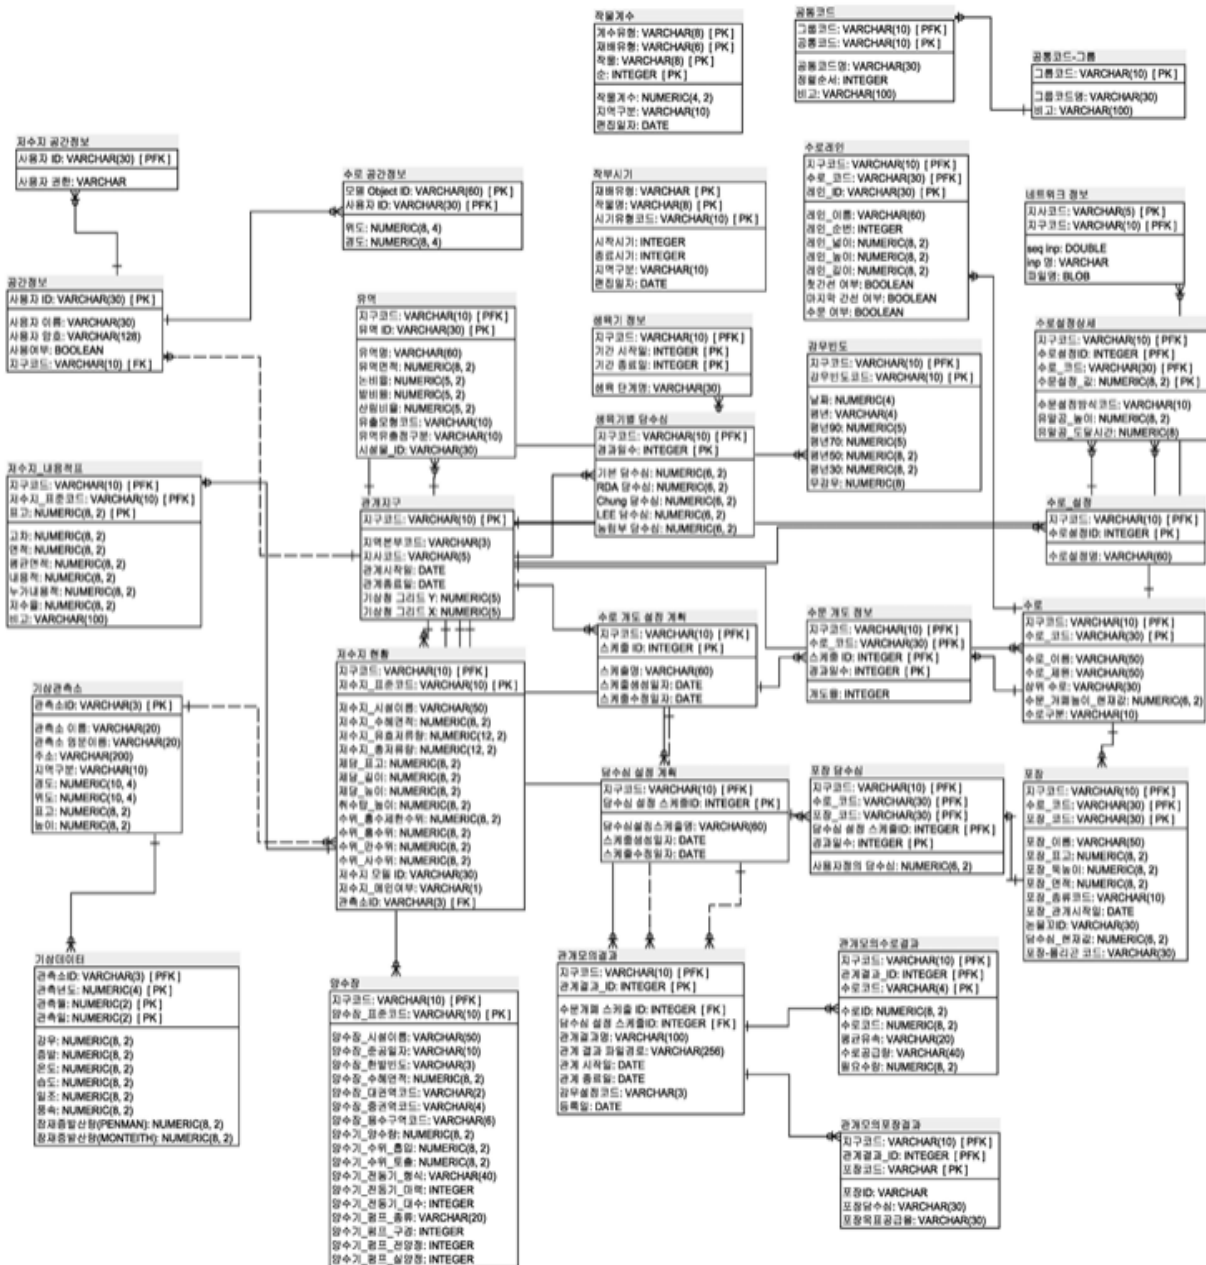 작물계수
계수유형: VARCHAR(8) [ PK ]
재배유형: VARCHAR(6) [ PK ]
작물: VARCHAR(8) [ PK ]
순: INTEGER [ PK ]
작물계수: NUMERIC(4, 2)
지역구분: VARCHAR(10)
편집일자: DATE
공통코드
그룹코드: VARCHAR(10) [ PFK ]
공통코드: VARCHAR(10) [ PK ]
공통코드명: VARCHAR(30)
정렬순서: INTEGER
비고: VARCHAR(100)
공통코드-그룹
그룹코드: VARCHAR(10) [ PK ]
그룹코드명: VARCHAR(30)
비고: VARCHAR(100)
저수지 공간정보
사용자 ID: VARCHAR(30) [ PFK ]
사용자 권한: VARCHAR
수로 공간정보
모델 Object ID: VARCHAR(60) [ PK ]
사용자 ID: VARCHAR(30) [ PFK ]
위도: NUMERIC(8, 4)
경도: NUMERIC(8, 4)
작부시기
재배유형: VARCHAR [ PK ]
작물명: VARCHAR(8) [ PK ]
시기유형코드: VARCHAR(10) [ PK ]
시작시기: INTEGER
종료시기: INTEGER
지역구분: VARCHAR(10)
편집일자: DATE
수로레인
지구코드: VARCHAR(10) [ PFK ]
수로_코드: VARCHAR(30) [ PFK ]
레인_ID: VARCHAR(30) [ PK ]
레인_이름: VARCHAR(60)
레인_순번: INTEGER
레인_넓이: NUMERIC(8, 2)
레인_높이: NUMERIC(8, 2)
레인_길이: NUMERIC(8, 2)
첫간선 여부: BOOLEAN
마지막 간선 여부: BOOLEAN
수문 여부: BOOLEAN
네트워크 정보
지사코드: VARCHAR(5) [ PK ]
지구코드: VARCHAR(10) [ PFK ]
seq inp: DOUBLE
inp 명: VARCHAR
파일명: BLOB
공간정보
사용자 ID: VARCHAR(30) [ PK ]
사용자 이름: VARCHAR(30)
사용자 암호: VARCHAR(128)
사용여부: BOOLEAN
지구코드: VARCHAR(10) [ FK ]
유역
지구코드: VARCHAR(10) [ PFK ]
유역 ID: VARCHAR(30) [ PK ]
유역명: VARCHAR(60)
유역면적: NUMERIC(8, 2)
논비율: NUMERIC(5, 2)
밭비율: NUMERIC(5, 2)
산림비율: NUMERIC(5, 2)
유출모형코드: VARCHAR(10)
유역유출점구분: VARCHAR(10)
시설물_ID: VARCHAR(30)
생육기 정보
지구코드: VARCHAR(10) [ PFK ]
기간 시작일: INTEGER [ PK ]
기간 종료일: INTEGER [ PK ]
생육 단계명: VARCHAR(30)
생육기별 담수심
지구코드: VARCHAR(10) [ PFK ]
경과일수: INTEGER [ PK ]
기본 담수심: NUMERIC(6, 2)
RDA 담수심: NUMERIC(6, 2)
Chung 담수심: NUMERIC(6, 2)
LEE 담수심: NUMERIC(6, 2)
농림부 담수심: NUMERIC(6, 2)
강우빈도
지구코드: VARCHAR(10) [ PFK ]
강우빈도코드: VARCHAR(10) [ PK ]
날짜: NUMERIC(4)
평년: VARCHAR(4)
평년90: NUMERIC(5)
평년70: NUMERIC(5)
평년50: NUMERIC(8, 2)
평년30: NUMERIC(8, 2)
무강우: NUMERIC(8)
수로설정상세
지구코드: VARCHAR(10) [ PFK ]
수로설정ID: INTEGER [ PFK ]
수로_코드: VARCHAR(30) [ PFK ]
수문설정_값: NUMERIC(8, 2) [ PK ]
수문설정방식코드: VARCHAR(10)
유말공_높이: NUMERIC(8, 2)
유말공_도달시간: NUMERIC(8)
저수지_내용적표
지구코드: VARCHAR(10) [ PFK ]
저수지_표준코드: VARCHAR(10) [ PFK ]
표고: NUMERIC(8, 2) [ PK ]
고차: NUMERIC(8, 2)
면적: NUMERIC(8, 2)
평균면적: NUMERIC(8, 2)
내용적: NUMERIC(8, 2)
누가내용적: NUMERIC(8, 2)
저수율: NUMERIC(8, 2)
비고: VARCHAR(100)
관계지구
지구코드: VARCHAR(10) [ PK ]
지역본부코드: VARCHAR(3)
지사코드: VARCHAR(5)
관계시작일: DATE
관계종료일: DATE
기상청 그리드 Y: NUMERIC(5)
기상청 그리드 X: NUMERIC(5)
수로_설정
지구코드: VARCHAR(10) [ PFK ]
수로설정ID: INTEGER [ PK ]
수로설정명: VARCHAR(60)
수로 개도 설정 계획
지구코드: VARCHAR(10) [ PFK ]
스케줄 ID: INTEGER [ PK ]
스케줄명: VARCHAR(60)
스케줄생성일자: DATE
스케줄수정일자: DATE
수문 개도 정보
지구코드: VARCHAR(10) [ PFK ]
수로_코드: VARCHAR(30) [ PFK ]
스케줄 ID: INTEGER [ PFK ]
경과일수: INTEGER [ PK ]
개도율: INTEGER
수로
지구코드: VARCHAR(10) [ PFK ]
수로_코드: VARCHAR(30) [ PK ]
수로_이름: VARCHAR(50)
수로_제원: VARCHAR(50)
상위 수로: VARCHAR(30)
수문_개폐높이_현재값: NUMERIC(6, 2)
수로구분: VARCHAR(10)
저수지 현황
지구코드: VARCHAR(10) [ PFK ]
저수지_표준코드: VARCHAR(10) [ PK ]
저수지_시설이름: VARCHAR(50)
저수지_수혜면적: NUMERIC(8, 2)
저수지_유효저류량: NUMERIC(12, 2)
저수지_총저류량: NUMERIC(12, 2)
제당_표고: NUMERIC(8, 2)
제당_길이: NUMERIC(8, 2)
제당_높이: NUMERIC(8, 2)
취수탑_높이: NUMERIC(8, 2)
수위_홍수제한수위: NUMERIC(8, 2)
수위_홍수위: NUMERIC(8, 2)
수위_만수위: NUMERIC(8, 2)
수위_사수위: NUMERIC(8, 2)
저수지 모델 ID: VARCHAR(30)
저수지_메인여부: VARCHAR(1)
관측소ID: VARCHAR(3) [ FK ]
기상관측소
관측소ID: VARCHAR(3) [ PK ]
관측소 이름: VARCHAR(20)
관측소 영문이름: VARCHAR(20)
주소: VARCHAR(200)
지역구분: VARCHAR(10)
경도: NUMERIC(10, 4)
위도: NUMERIC(10, 4)
표고: NUMERIC(8, 2)
높이: NUMERIC(8, 2)
담수심 설정 계획
지구코드: VARCHAR(10) [ PFK ]
담수심 설정 스케줄ID: INTEGER [ PK ]
담수심설정스케줄명: VARCHAR(60)
스케줄생성일자: DATE
스케줄수정일자: DATE
포장 담수심
지구코드: VARCHAR(10) [ PFK ]
수로_코드: VARCHAR(30) [ PFK ]
포장_코드: VARCHAR(30) [ PFK ]
담수심 설정 스케줄ID: INTEGER [ PFK ]
경과일수: INTEGER [ PK ]
사용자정의 담수심: NUMERIC(8, 2)
포장
지구코드: VARCHAR(10) [ PFK ]
수로_코드: VARCHAR(30) [ PFK ]
포장_코드: VARCHAR(30) [ PK ]
포장_이름: VARCHAR(50)
포장_표고: NUMERIC(8, 2)
포장_둑높이: NUMERIC(8, 2)
포장_면적: NUMERIC(8, 2)
포장_종류코드: VARCHAR(10)
포장_관계시작일: DATE
논물꼬ID: VARCHAR(30)
담수심_현재값: NUMERIC(8, 2)
포장-폴리곤 코드: VARCHAR(30)
기상데이터
관측소ID: VARCHAR(3) [ PFK ]
관측년도: NUMERIC(4) [ PK ]
관측월: NUMERIC(2) [ PK ]
관측일: NUMERIC(2) [ PK ]
강우: NUMERIC(8, 2)
증발: NUMERIC(8, 2)
온도: NUMERIC(8, 2)
습도: NUMERIC(8, 2)
일조: NUMERIC(8, 2)
풍속: NUMERIC(8, 2)
잠재증발산량(PENMAN): NUMERIC(8, 2)
잠재증발산량(MONTEITH): NUMERIC(8, 2)
양수장
지구코드: VARCHAR(10) [ PFK ]
양수장_표준코드: VARCHAR(10) [ PK ]
양수장_시설이름: VARCHAR(50)
양수장_준공일자: VARCHAR(10)
양수장_한발빈도: VARCHAR(3)
양수장_수혜면적: NUMERIC(8, 2)
양수장_대권역코드: VARCHAR(2)
양수장_중권역코드: VARCHAR(4)
양수장_용수구역코드: VARCHAR(6)
양수기_양수량: NUMERIC(8, 2)
양수기_수위_흡입: NUMERIC(8, 2)
양수기_수위_토출: NUMERIC(8, 2)
양수기_전동기_형식: VARCHAR(40)
양수기_전동기_마력: INTEGER
양수기_전동기_대수: INTEGER
양수기_펌프_종류: VARCHAR(20)
양수기_펌프_구경: INTEGER
양수기_펌프_전양정: INTEGER
양수기_펌프_실양정: INTEGER
관개모의결과
지구코드: VARCHAR(10) [ PFK ]
관계결과_ID: INTEGER [ PK ]
수문개폐 스케줄 ID: INTEGER [ FK ]
담수심 설정 스케줄ID: INTEGER [ FK ]
관계결과명: VARCHAR(100)
관계 결과 파일경로: VARCHAR(256)
관계 시작일: DATE
관계 종료일: DATE
강우설정코드: VARCHAR(3)
등록일: DATE
관개모의수로결과
지구코드: VARCHAR(10) [ PFK ]
관계결과_ID: INTEGER [ PFK ]
수로코드: VARCHAR(4) [ PK ]
수로ID: NUMERIC(8, 2)
수로코드: NUMERIC(8, 2)
평균유속: VARCHAR(20)
수로공급량: VARCHAR(40)
필요수량: NUMERIC(8, 2)
관개모의포장결과
지구코드: VARCHAR(10) [ PFK ]
관계결과_ID: INTEGER [ PFK ]
포장코드: VARCHAR [ PK ]
포장ID: VARCHAR
포장담수심: VARCHAR(30)
포장목표공급율: VARCHAR(30)